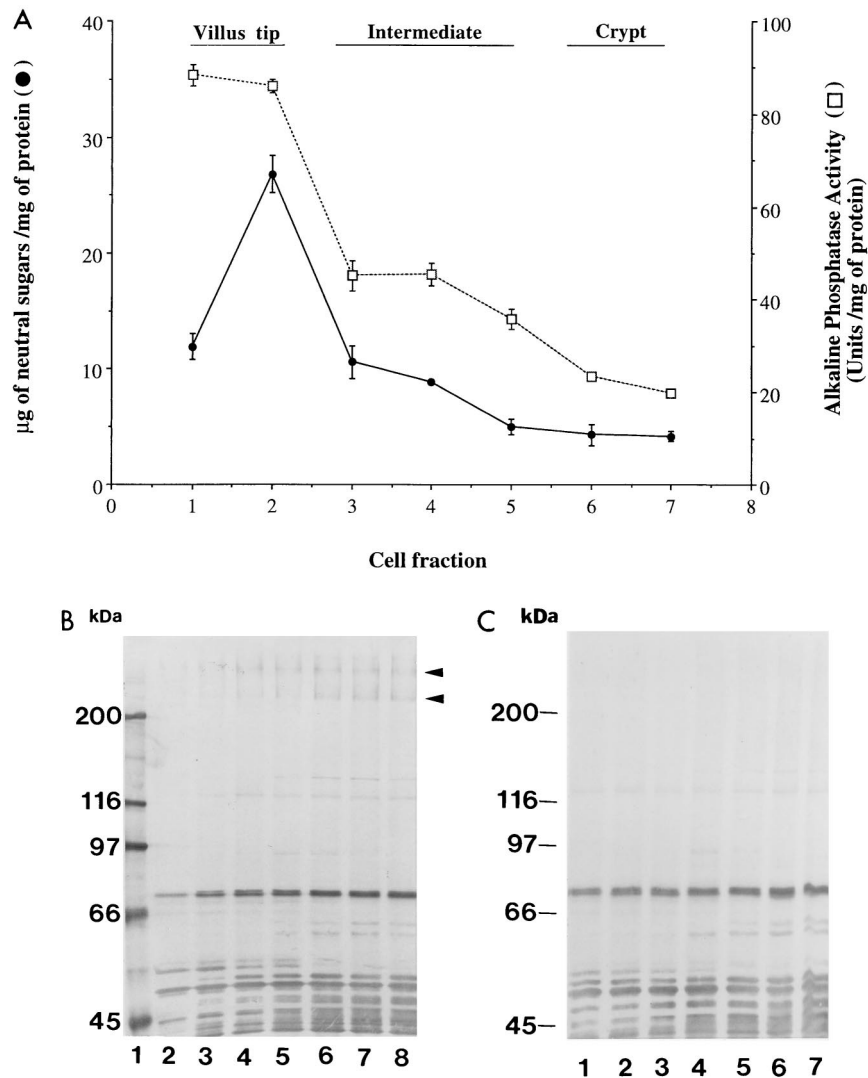 A
Villus tip
Intermediate
Crypt
40
30
20
10
0
µg of neutral sugars /mg of protein (●)
100
80
60
40
20
0
Alkaline Phosphatase Activity (□)
(Units /mg of protein)
0 1 2 3 4 5 6 7 8
Cell fraction
B kDa
200
116
97
66
45
1 2 3 4 5 6 7 8
C kDa
200
116
97
66
45
1 2 3 4 5 6 7